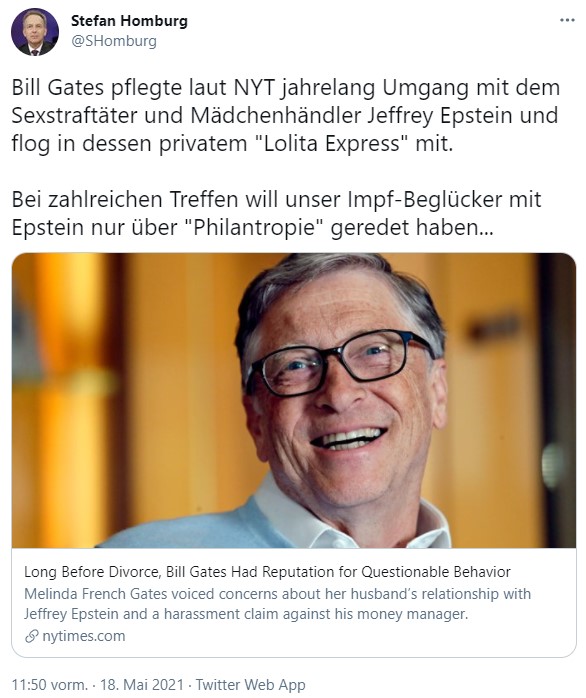 Stefan Homburg
@SHomburg
Bill Gates pflegte laut NYT jahrelang Umgang mit dem
Sexstraftäter und Mädchenhändler Jeffrey Epstein und
flog in dessen privatem "Lolita Express" mit.
Bei zahlreichen Treffen will unser Impf-Beglücker mit
Epstein nur über "Philantropie" geredet haben...
Long Before Divorce, Bill Gates Had Reputation for Questionable Behavior
Melinda French Gates voiced concerns about her husband's relationship with
Jeffrey Epstein and a harassment claim against his money manager.
nytimes.com
11:50 vorm. · 18. Mai 2021 · Twitter Web App